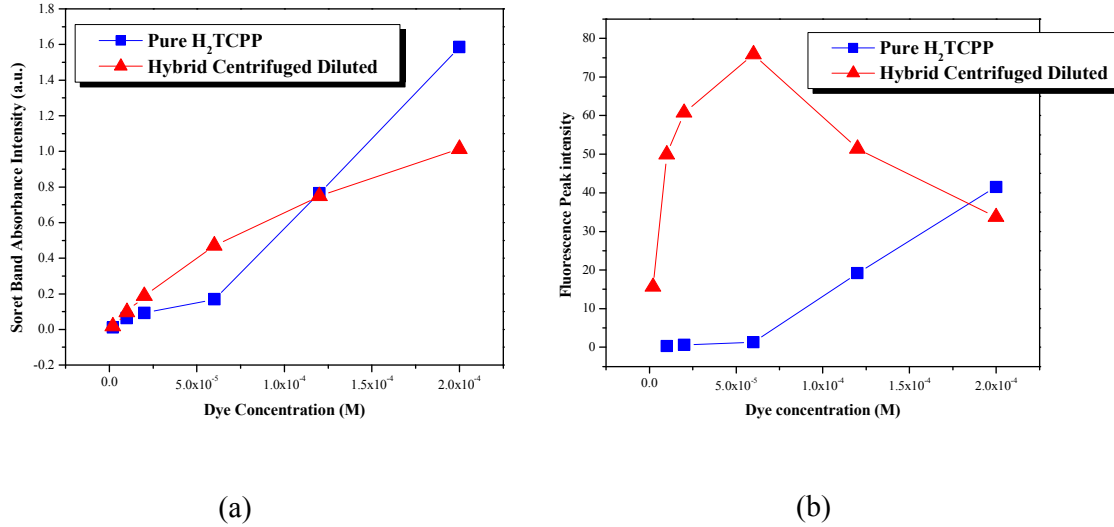 Pure H₂TCPP
Hybrid Centrifuged Diluted
Soret Band Absorbance Intensity (a.u.)
1.8
1.6
1.4
1.2
1.0
0.8
0.6
0.4
0.2
0.0
-0.2
0.0
5.0x10⁻⁵
1.0x10⁻⁴
1.5x10⁻⁴
2.0x10⁻⁴
Dye Concentration (M)
(a)
Pure H₂TCPP
Hybrid Centrifuged Diluted
Fluorescence Peak intensity
80
70
60
50
40
30
20
10
0
0.0
5.0x10⁻⁵
1.0x10⁻⁴
1.5x10⁻⁴
2.0x10⁻⁴
Dye concentration (M)
(b)